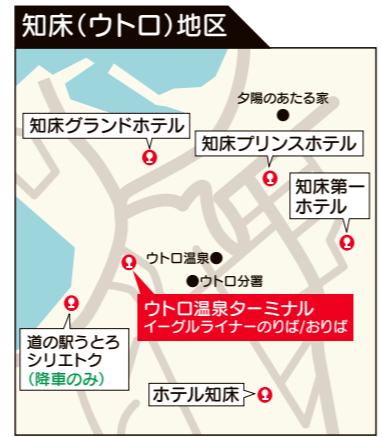 知床(ウトロ)地区
夕陽のあたる家
知床グランドホテル
知床プリンスホテル
知床第一
ホテル
ウトロ温泉
ウトロ分署
ウトロ温泉ターミナル
イーグルライナーのりば/おりば
道の駅うとろ
シリエトク
(降車のみ)
ホテル知床